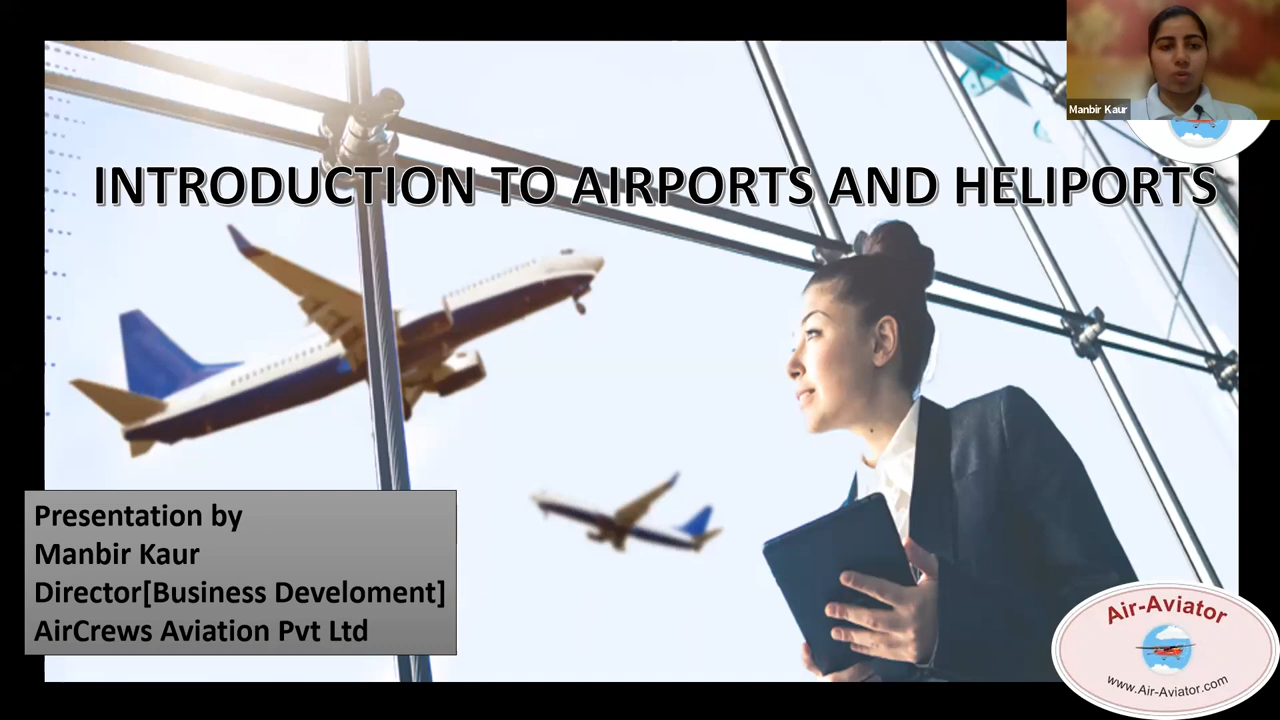 Manbir Kaur
INTRODUCTION TO AIRPORTS AND HELIPORTS
Presentation by
Manbir Kaur
Director[Business Develoment]
AirCrews Aviation Pvt Ltd
Air-Aviator
www.Air-Aviator.com